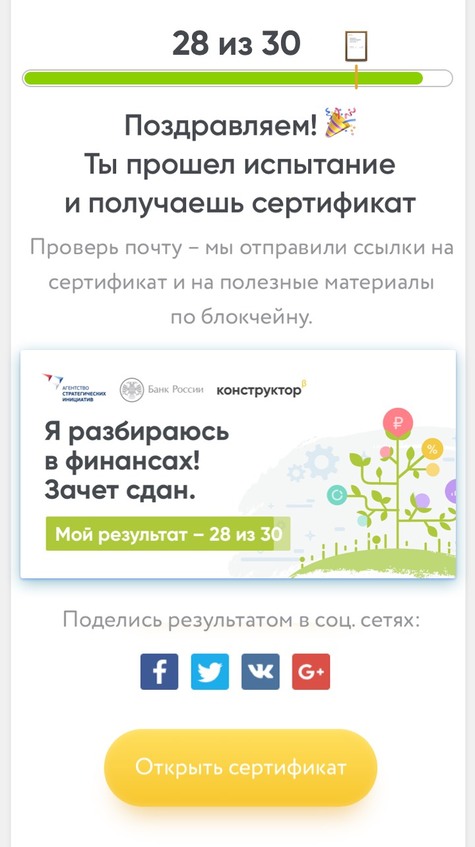 28 из 30
Поздравляем!
Ты прошел испытание
и получаешь сертификат
Проверь почту – мы отправили ссылки на
сертификат и на полезные материалы
по блокчейну.
АГЕНТСТВО
СТРАТЕГИЧЕСКИХ
ИНИЦИАТИВ
Банк России
конструктор β
Я разбираюсь
в финансах!
Зачет сдан.
Мой результат – 28 из 30
Поделись результатом в соц. сетях:
Открыть сертификат